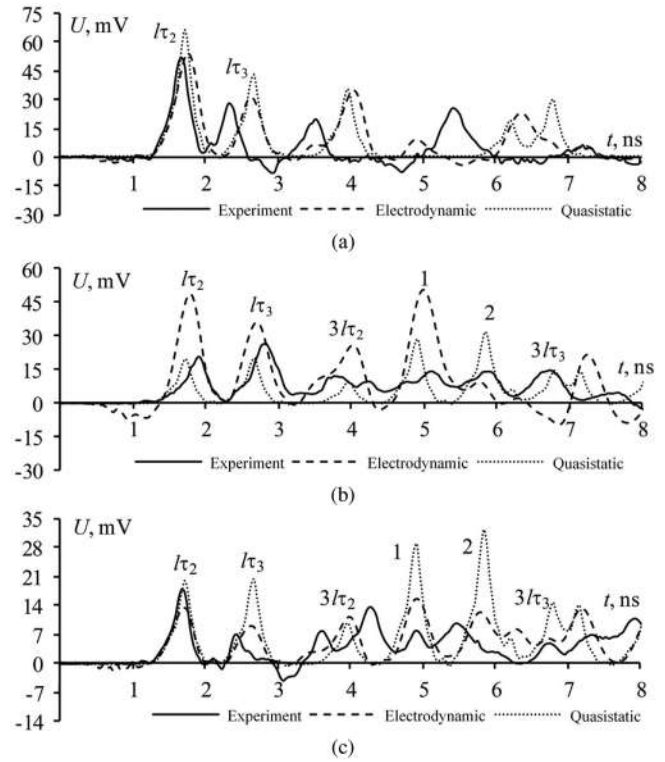 75
U, mV
60
lτ2
45
lτ3
30
15
t, ns
0
1 2 3 4 5 6 7 8
-15
-30
Experiment Electrodynamic Quasistatic
(a)
60
U, mV
lτ2
1
45
lτ3
2
30
3lτ2
3lτ3
15
t, ns
0
1 2 3 4 5 6 7 8
-15
-30
Experiment Electrodynamic Quasistatic
(b)
35
U, mV
28
lτ2
lτ3
1
2
21
3lτ2
3lτ3
14
t, ns
7
0
1 2 3 4 5 6 7 8
-7
-14
Experiment Electrodynamic Quasistatic
(c)